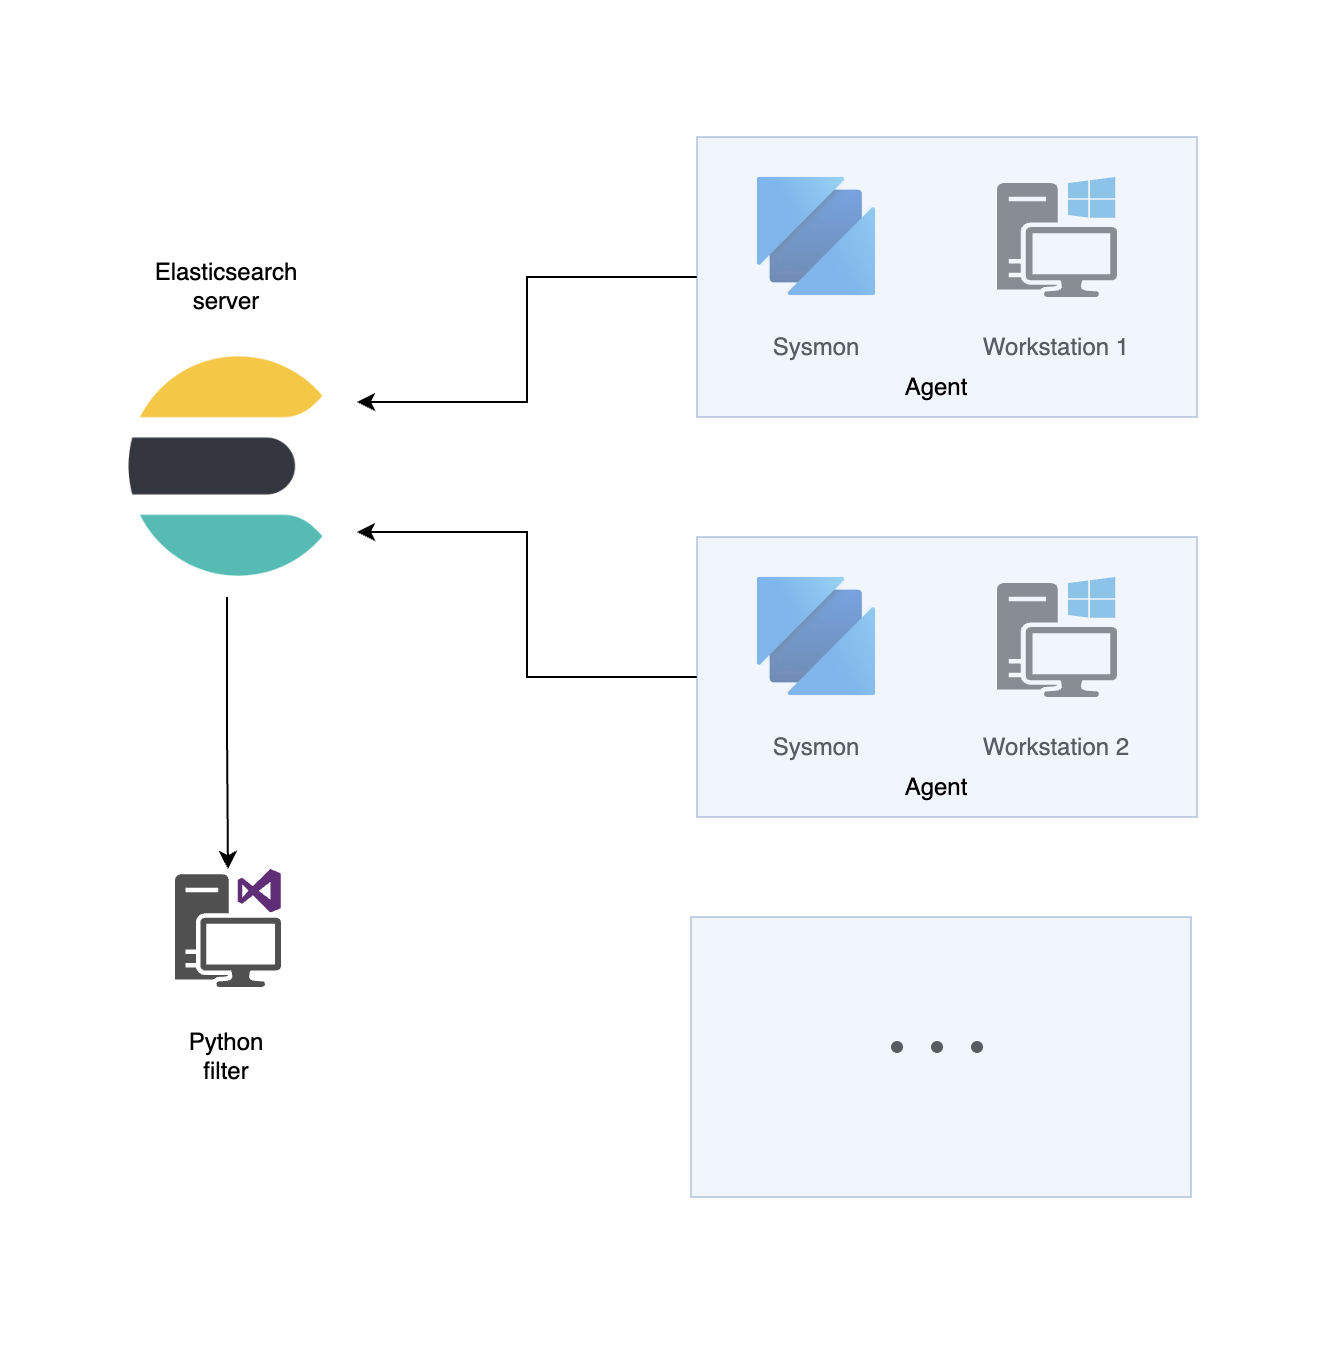 Elasticsearch
server
Sysmon
Workstation 1
Agent
Sysmon
Workstation 2
Agent
Python
filter